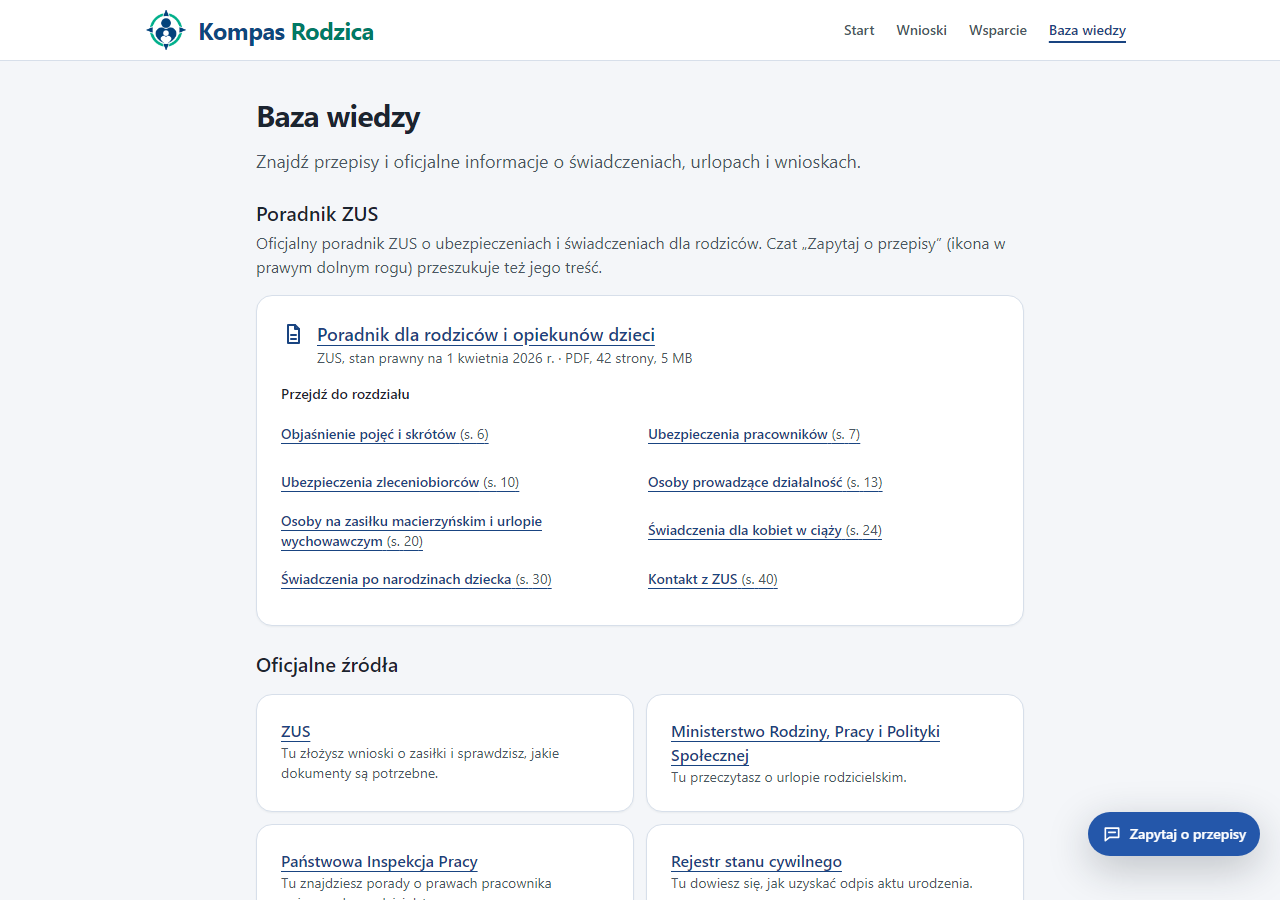 Kompas Rodzica
Start
Wnioski
Wsparcie
Baza wiedzy
Baza wiedzy
Znajdź przepisy i oficjalne informacje o świadczeniach, urlopach i wnioskach.
Poradnik ZUS
Oficjalny poradnik ZUS o ubezpieczeniach i świadczeniach dla rodziców. Czat „Zapytaj o przepisy” (ikona w
prawym dolnym rogu) przeszukuje też jego treść.
Poradnik dla rodziców i opiekunów dzieci
ZUS, stan prawny na 1 kwietnia 2026 r. · PDF, 42 strony, 5 MB
Przejdź do rozdziału
Objaśnienie pojęć i skrótów (s. 6)
Ubezpieczenia pracowników (s. 7)
Ubezpieczenia zleceniobiorców (s. 10)
Osoby prowadzące działalność (s. 13)
Osoby na zasiłku macierzyńskim i urlopie
wychowawczym (s. 20)
Świadczenia dla kobiet w ciąży (s. 24)
Świadczenia po narodzinach dziecka (s. 30)
Kontakt z ZUS (s. 40)
Oficjalne źródła
ZUS
Tu złożysz wnioski o zasiłki i sprawdzisz, jakie
dokumenty są potrzebne.
Ministerstwo Rodziny, Pracy i Polityki
Społecznej
Tu przeczytasz o urlopie rodzicielskim.
Państwowa Inspekcja Pracy
Tu znajdziesz porady o prawach pracownika
Rejestr stanu cywilnego
Tu dowiesz się, jak uzyskać odpis aktu urodzenia.
Zapytaj o przepisy